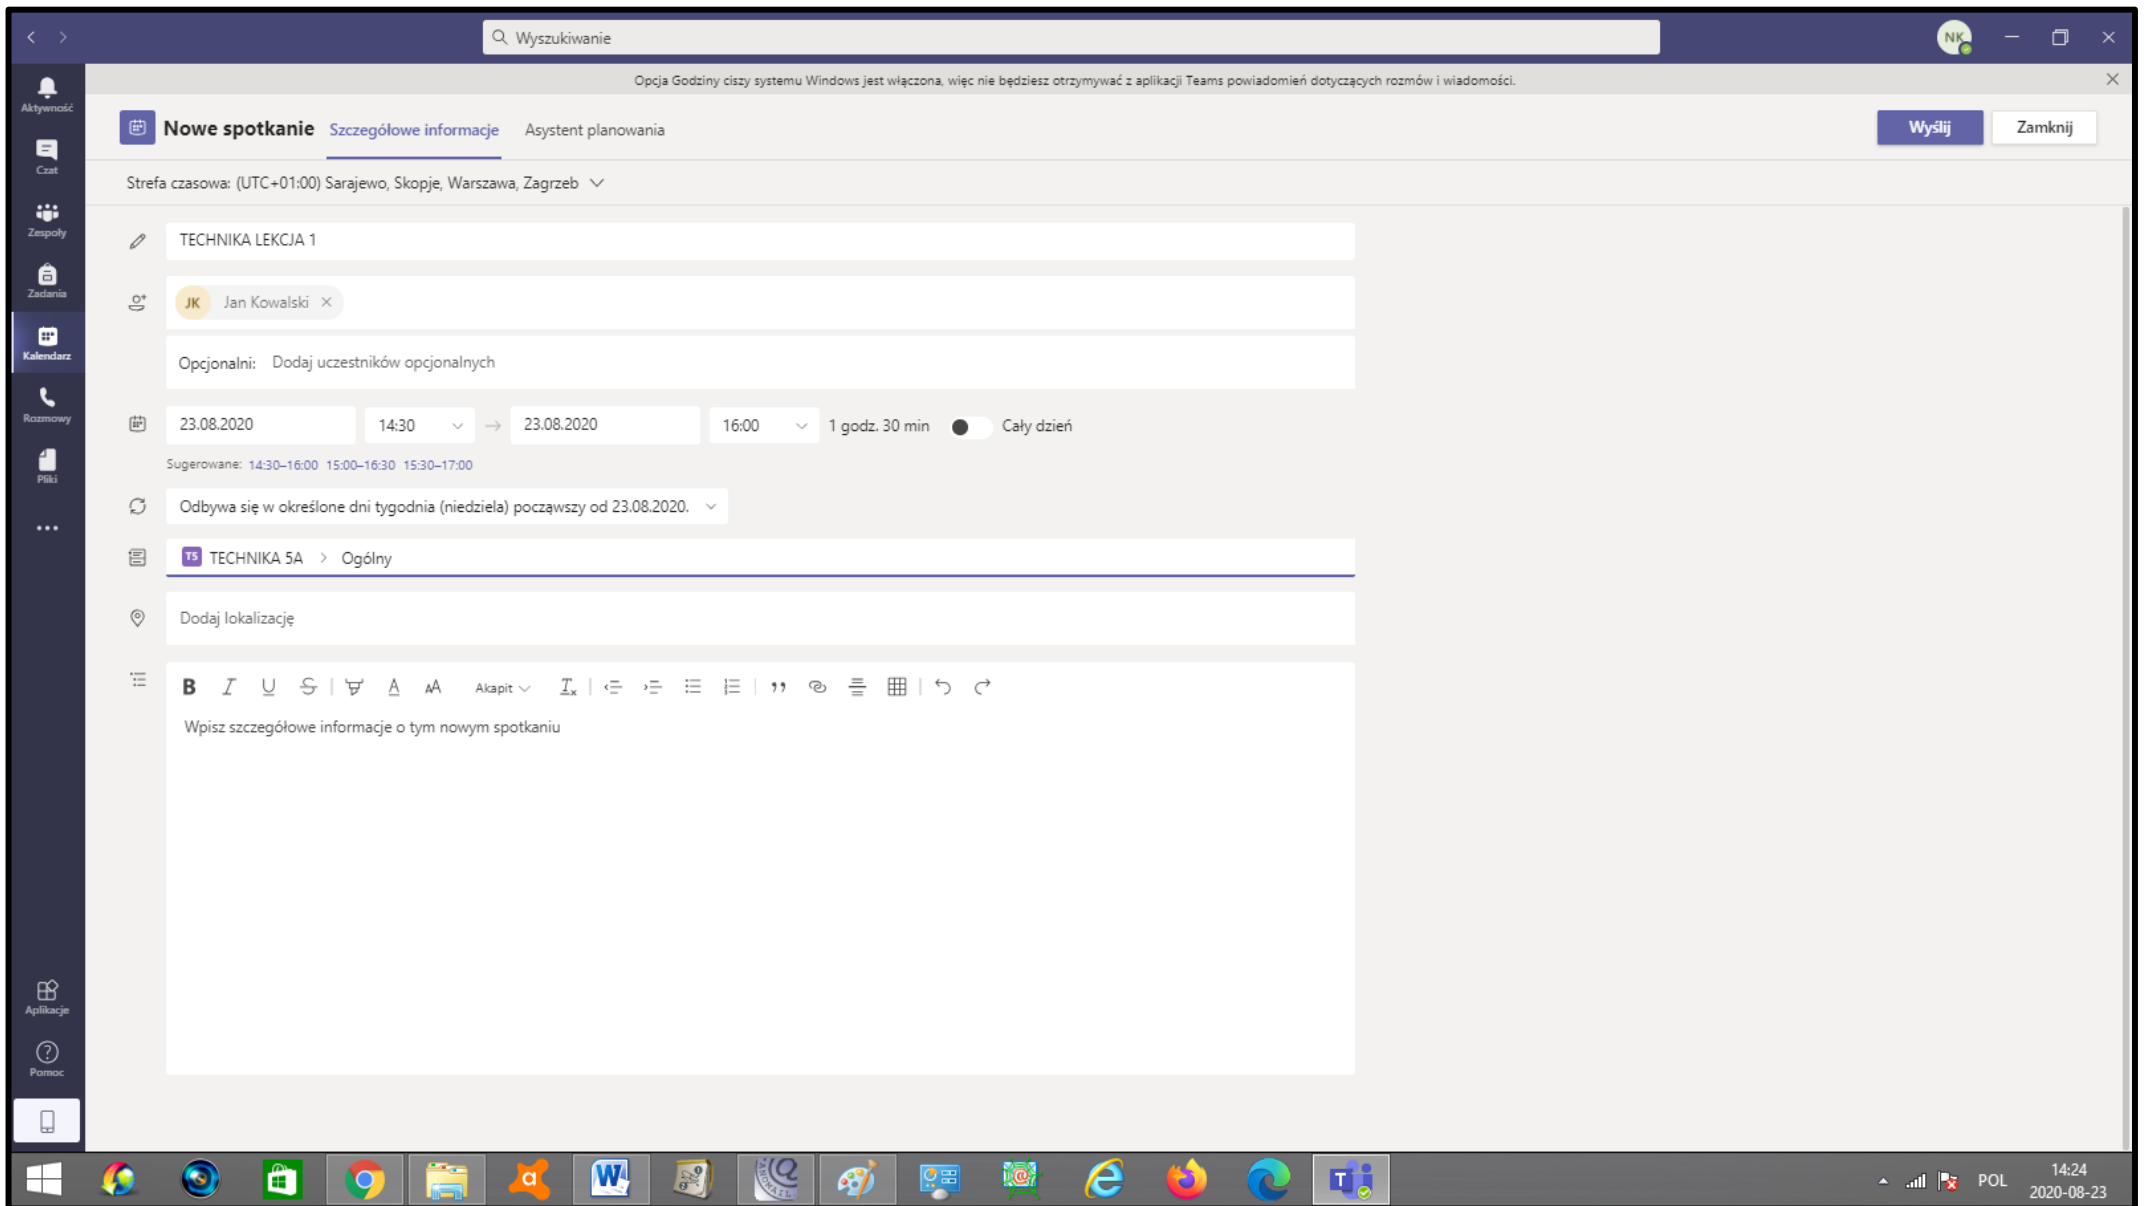 Wyszukiwanie
NK
Opcja Godziny ciszy systemu Windows jest włączona, więc nie będziesz otrzymywać z aplikacji Teams powiadomień dotyczących rozmów i wiadomości.
Aktywność
Czat
Zespoły
Zadania
Kalendarz
Rozmowy
Pliki
Aplikacje
Pomoc
Nowe spotkanie Szczegółowe informacje Asystent planowania
Wyślij Zamknij
Strefa czasowa: (UTC+01:00) Sarajewo, Skopje, Warszawa, Zagrzeb
TECHNIKA LEKCJA 1
JK Jan Kowalski
Opcjonalni: Dodaj uczestników opcjonalnych
23.08.2020 14:30 → 23.08.2020 16:00 1 godz. 30 min Cały dzień
Sugerowane: 14:30–16:00 15:00–16:30 15:30–17:00
Odbywa się w określone dni tygodnia (niedziela) począwszy od 23.08.2020.
T5 TECHNIKA 5A > Ogólny
Dodaj lokalizację
B I U S A AA Akapit
Wpisz szczegółowe informacje o tym nowym spotkaniu
POL 14:24
2020-08-23